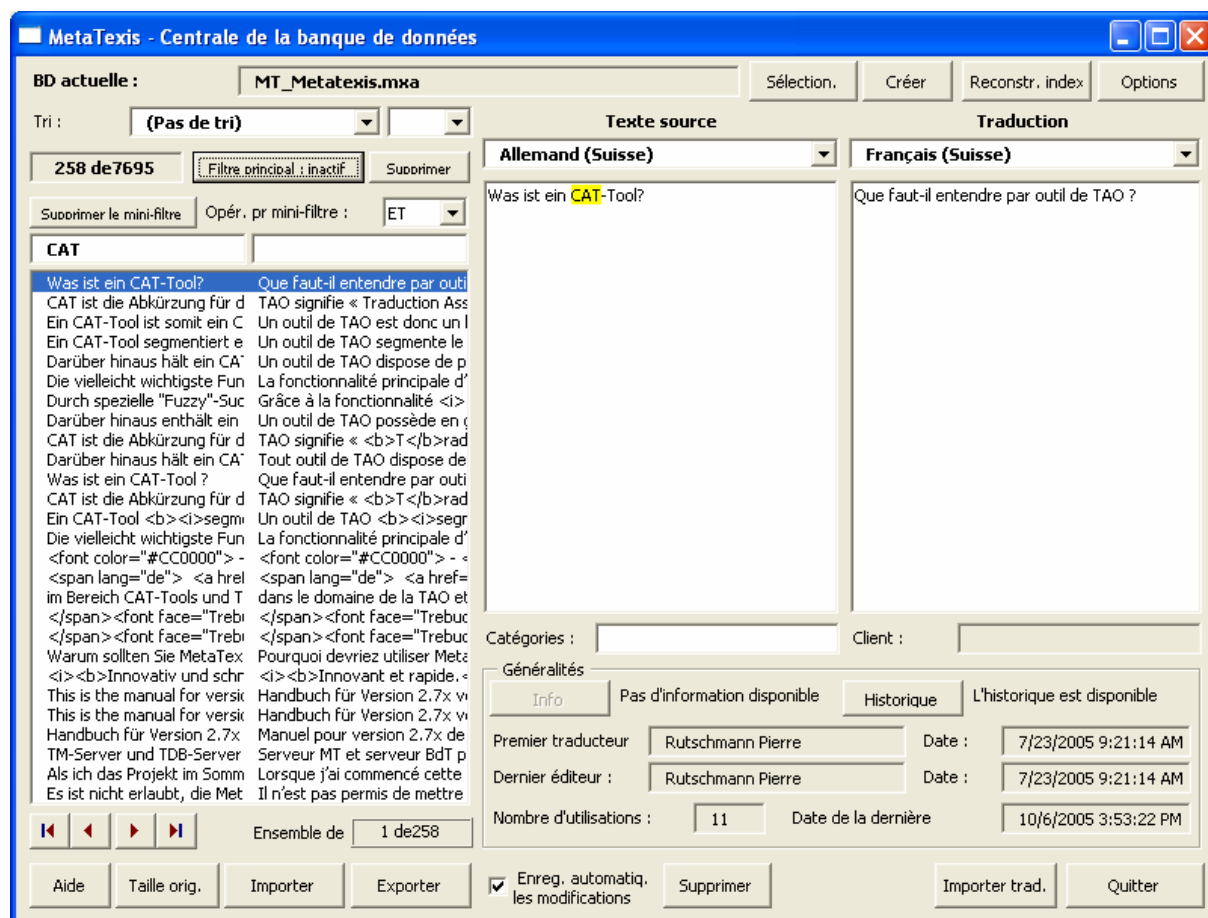 MetaTexis - Centrale de la banque de données
BD actuelle :
MT_Metatexis.mxa
Sélection.
Créer
Reconstr. index
Options
Tri :
(Pas de tri)
Texte source
Traduction
258 de7695
Filtre principal : inactif
Supprimer
Allemand (Suisse)
Français (Suisse)
Supprimer le mini-filtre
Opér. pr mini-filtre :
ET
Was ist ein CAT-Tool?
Que faut-il entendre par outil de TAO ?
CAT
Was ist ein CAT-Tool? Que faut-il entendre par outi
CAT ist die Abkürzung für d TAO signifie « Traduction Ass
Ein CAT-Tool ist somit ein C Un outil de TAO est donc un l
Ein CAT-Tool segmentiert e Un outil de TAO segmente le
Darüber hinaus hält ein CAT Un outil de TAO dispose de p
Die vielleicht wichtigste Fun La fonctionnalité principale d'
Durch spezielle "Fuzzy"-Suc Grâce à la fonctionnalité <i>
Darüber hinaus enthält ein Un outil de TAO possède en g
CAT ist die Abkürzung für d TAO signifie « <b>T</b>rad
Darüber hinaus hält ein CAT Tout outil de TAO dispose de
Was ist ein CAT-Tool ? Que faut-il entendre par outi
CAT ist die Abkürzung für d TAO signifie « <b>T</b>rad
Ein CAT-Tool <b><i>segm Un outil de TAO <b><i>segr
Die vielleicht wichtigste Fun La fonctionnalité principale d'
<font color="#CC0000"> - <font color="#CC0000"> - <
<span lang="de"> <a href <span lang="de"> <a href=
im Bereich CAT-Tools und T dans le domaine de la TAO et
</span><font face="Trebu </span><font face="Trebuc
</span><font face="Trebu </span><font face="Trebuc
Warum sollten Sie MetaTex Pourquoi devriez utiliser Meta
<i><b>Innovativ und schr <i><b>Innovant et rapide.<
This is the manual for versic Handbuch für Version 2.7x v
This is the manual for versic Handbuch für Version 2.7x v
Handbuch für Version 2.7x Manuel pour version 2.7x de
TM-Server und TDB-Server Serveur MT et serveur BdT p
Als ich das Projekt im Somm Lorsque j'ai commencé cette
Es ist nicht erlaubt, die Met Il n'est pas permis de mettre
Catégories :
Client :
Généralités
Info
Pas d'information disponible
Historique
L'historique est disponible
Premier traducteur
Rutschmann Pierre
Date :
7/23/2005 9:21:14 AM
Dernier éditeur :
Rutschmann Pierre
Date :
7/23/2005 9:21:14 AM
Nombre d'utilisations :
11
Date de la dernière
10/6/2005 3:53:22 PM
Ensemble de
1 de258
Aide
Taille orig.
Importer
Exporter
Enreg. automatiq.
les modifications
Supprimer
Importer trad.
Quitter